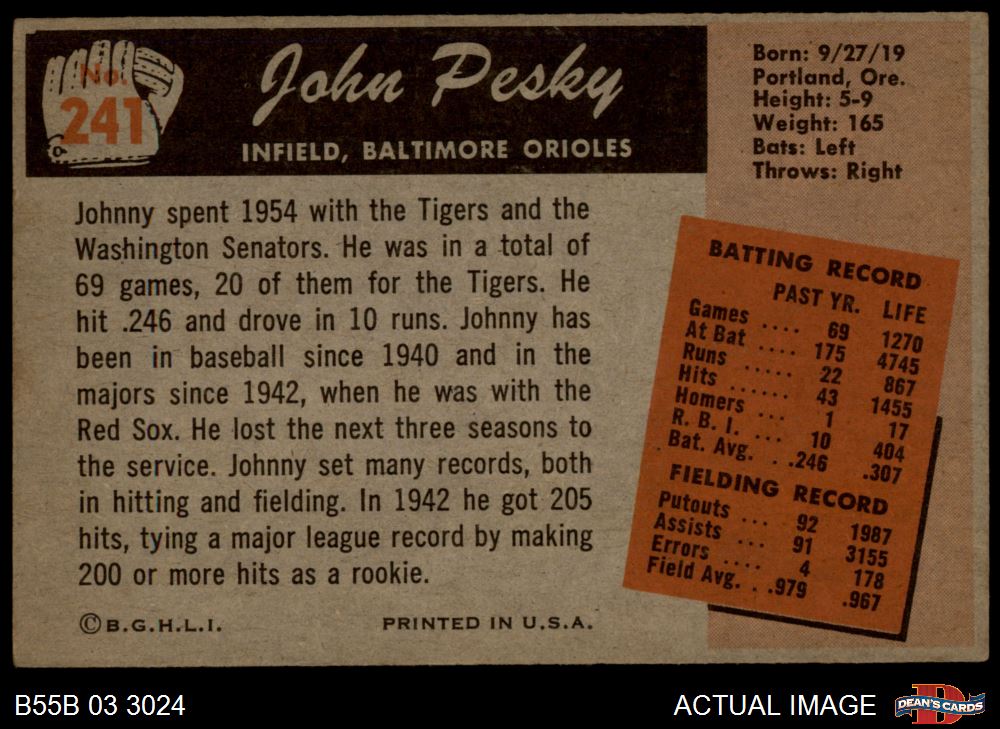 No.
241
John Pesky
INFIELD, BALTIMORE ORIOLES
Born: 9/27/19
Portland, Ore.
Height: 5-9
Weight: 165
Bats: Left
Throws: Right
Johnny spent 1954 with the Tigers and the
Washington Senators. He was in a total of
69 games, 20 of them for the Tigers. He
hit .246 and drove in 10 runs. Johnny has
been in baseball since 1940 and in the
majors since 1942, when he was with the
Red Sox. He lost the next three seasons to
the service. Johnny set many records, both
in hitting and fielding. In 1942 he got 205
hits, tying a major league record by making
200 or more hits as a rookie.
©B.G.H.L.I. PRINTED IN U.S.A.
BATTING RECORD
PAST YR. LIFE
Games .... 69 1270
At Bat .... 175 4745
Runs ..... 22 867
Hits ...... 43 1455
Homers ... 1 17
R. B. I. ... 10 404
Bat. Avg. . .246 .307
FIELDING RECORD
Putouts ... 92 1987
Assists ... 91 3155
Errors .... 4 178
Field Avg. . .979 .967
B55B 03 3024 ACTUAL IMAGE
DEAN'S CARDS